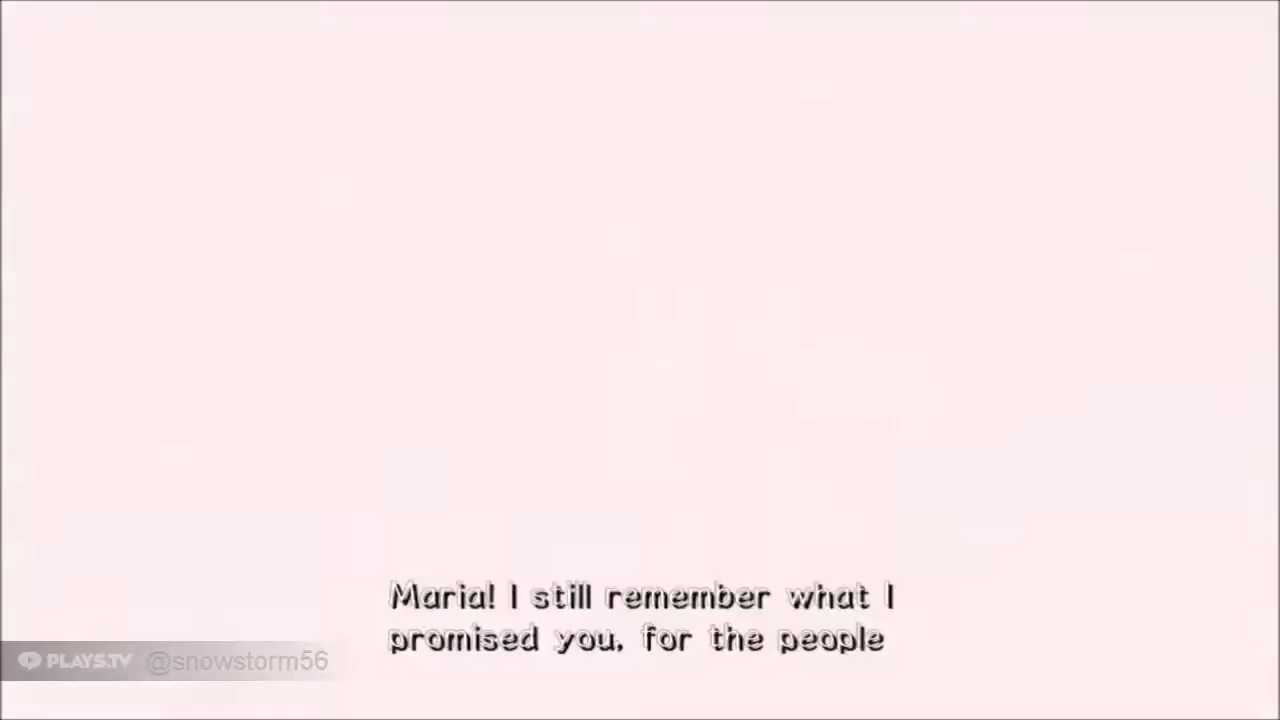 Maria! I still remember what I
promised you, for the people
PLAYS.TV @snowstorm56